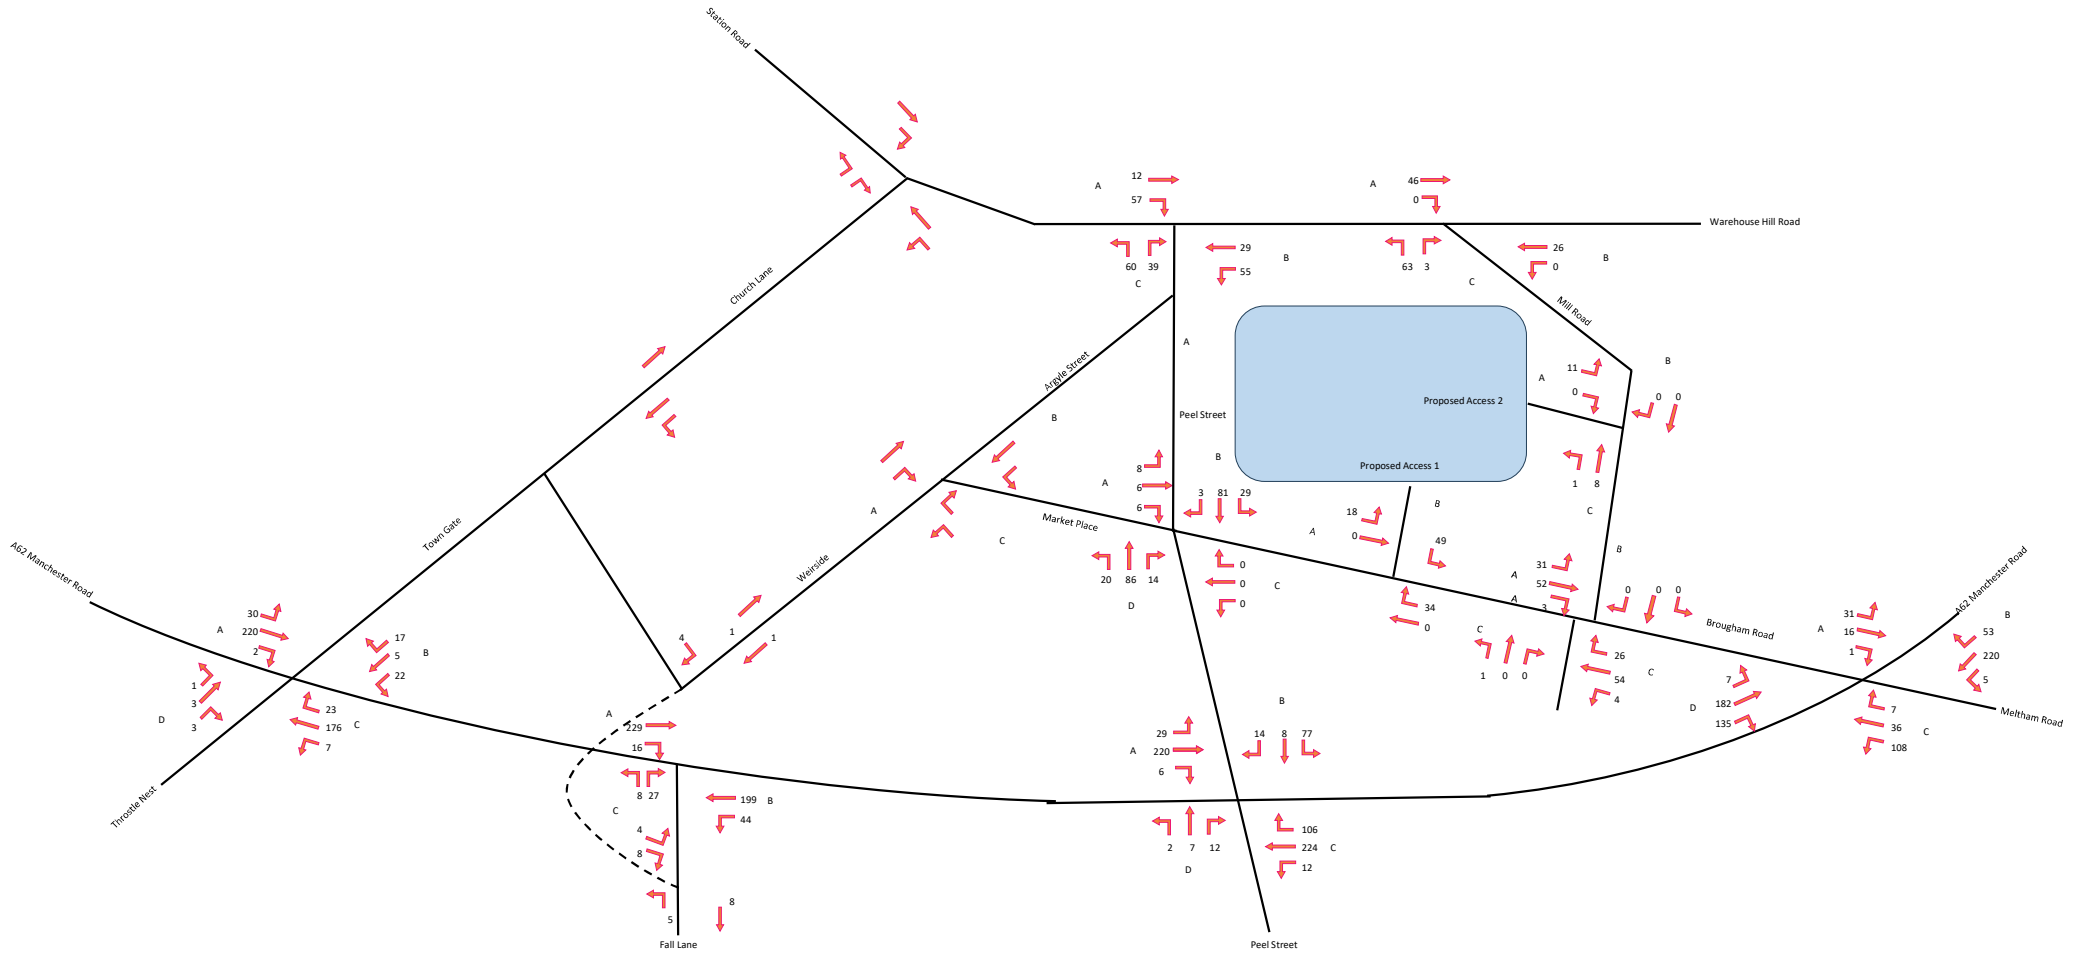 Station Road
12
A
57
46
A
0
Warehouse Hill Road
29
B
55
60 39
C
26
B
0
63 3
C
Church Lane
Mill Road
A
Argyle Street
B
11
A
0
B
0 0
Proposed Access 2
Peel Street
1 8
C
8
A
6
6
B
3 81 29
Proposed Access 1
A
Market Place
C
B
18
A
0
49
20 86 14
D
0
0
C
0
34
0
B
31
A
52
A
3
0 0 0
C
1 0 0
26
54
C
4
Brougham Road
A62 Manchester Road
Town Gate
Weirside
A62 Manchester Road
30
A
220
2
17
5
B
22
1
3
D
3
23
176
C
7
Throstle Nest
4
1
1
A
229
16
8 27
C
199
B
44
4
8
5
8
Fall Lane
B
29
A
220
6
14 8 77
2 7 12
D
106
224
C
12
Peel Street
31
A
16
1
B
53
220
5
7
D
182
135
7
36
C
108
Meltham Road